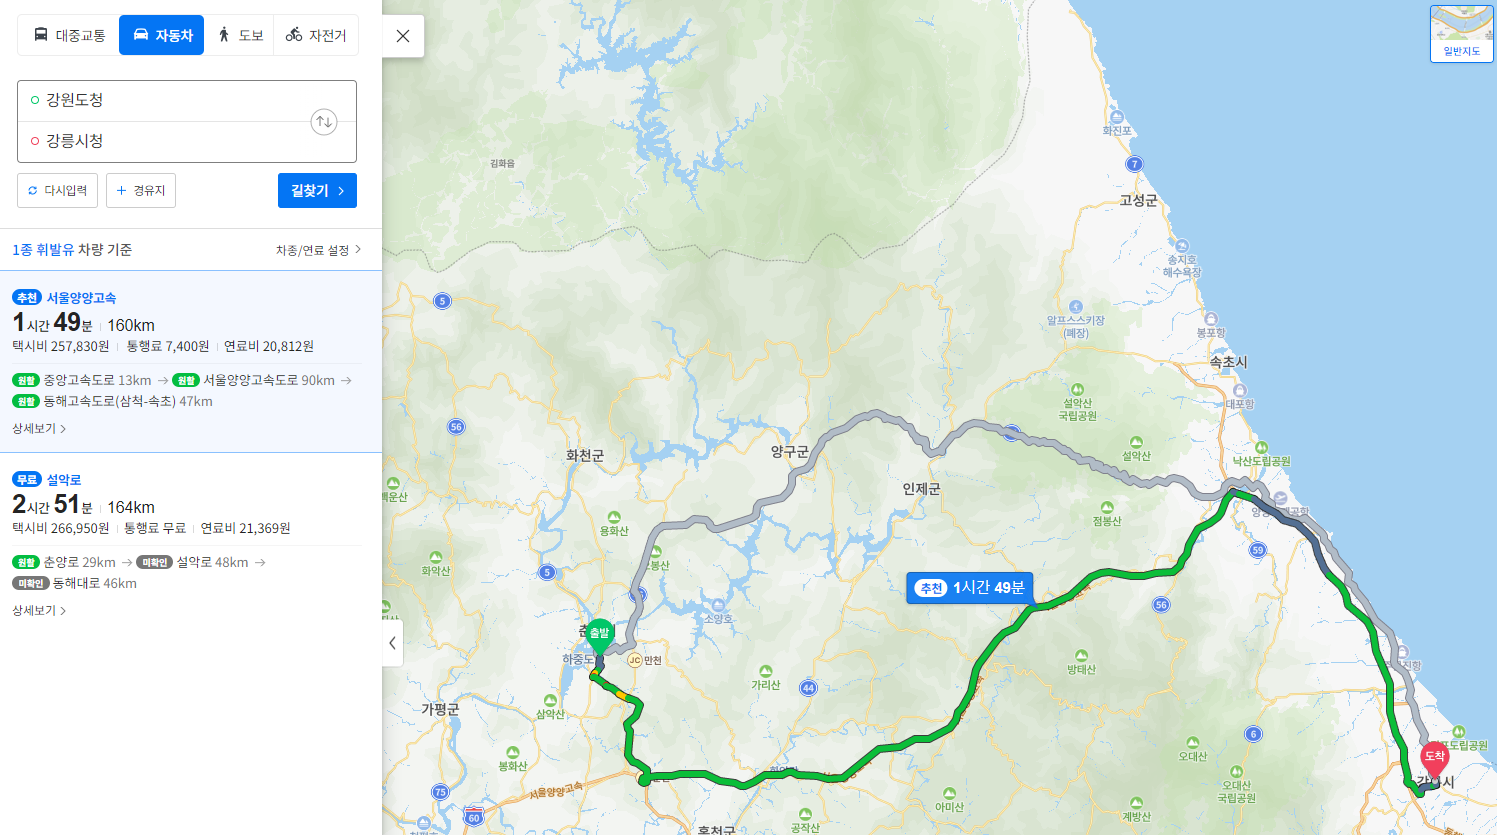 대중교통
자동차
도보
자전거
강원도청
강릉시청
다시입력
경유지
길찾기
1종 휘발유 차량 기준
차종/연료 설정
추천 서울양양고속
1시간 49분 160km
택시비 257,830원 통행료 7,400원 연료비 20,812원
원활 중앙고속도로 13km → 원활 서울양양고속도로 90km →
원활 동해고속도로(삼척-속초) 47km
상세보기
무료 설악로
2시간 51분 164km
택시비 266,950원 통행료 무료 연료비 21,369원
원활 춘양로 29km → 미확인 설악로 48km →
미확인 동해대로 46km
상세보기
일반지도
화진포
김화읍
7
고성군
송지호
해수욕장
5
알프스스키장
(폐장)
봉포항
속초시
대포항
설악산
국립공원
56
화천군
양구군
설악산
낙산도립공원
백운산
인제군
용화산
점봉산
화악산
59
5
추천 1시간 49분
56
소양호
출발
하중도
JC 만천
방태산
가리산
44
가평군
삼악산
6
오대산
봉화산
도착
오대산
국립공원
75
서울양양고속
아미산
계방산
60
공작산
홍천군